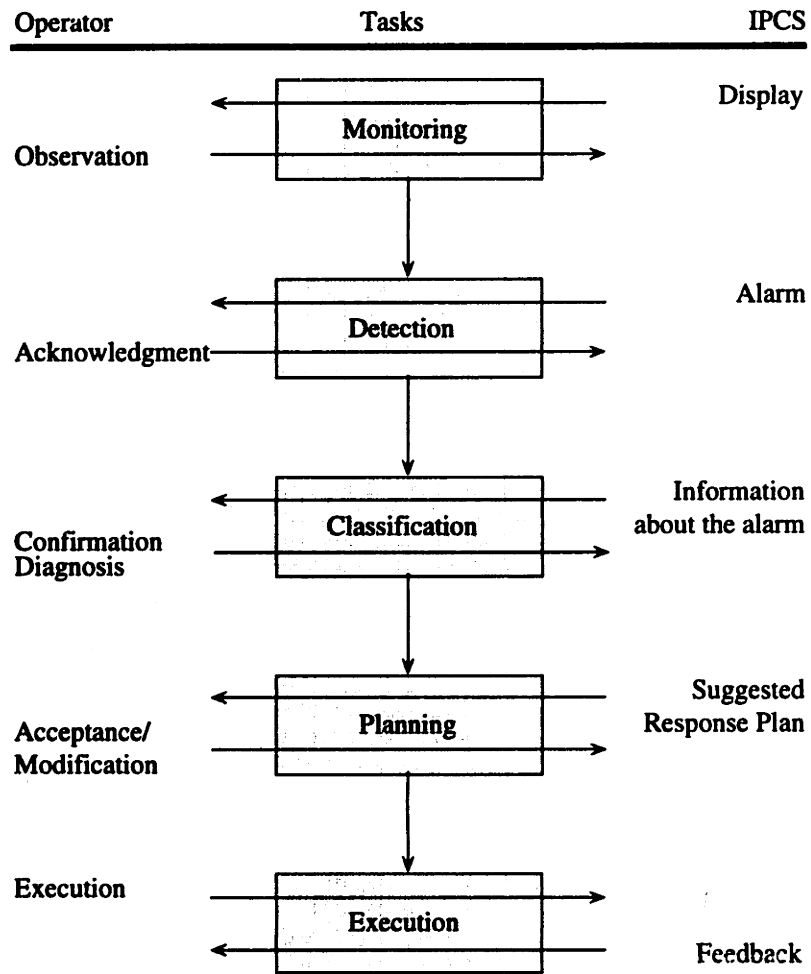 Operator Tasks IPCS
Display
Monitoring
Observation
Alarm
Detection
Acknowledgment
Information
about the alarm
Classification
Confirmation
Diagnosis
Suggested
Response Plan
Planning
Acceptance/
Modification
Execution
Execution
Feedback